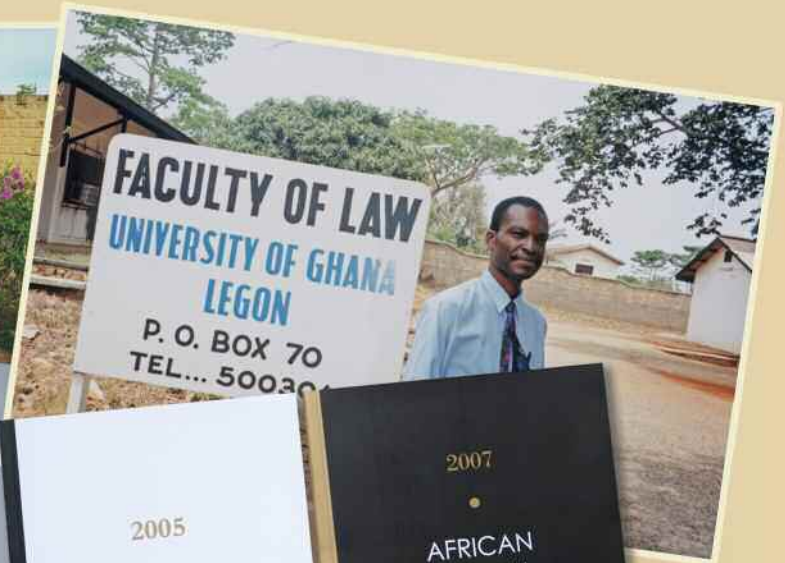 FACULTY OF LAW
UNIVERSITY OF GHANA
LEGON
P. O. BOX 70
TEL... 50030
2005
2007
AFRICAN